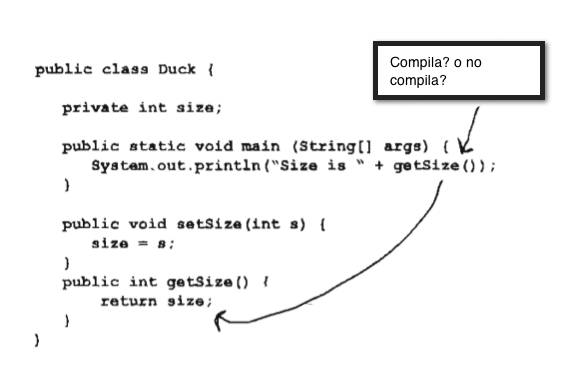 Compila? o no
compila?
public class Duck {
private int size;
public static void main (String[] args) {
System.out.println("Size is " + getSize());
}
public void setSize(int s) {
size = s;
}
public int getSize() {
return size;
}
}